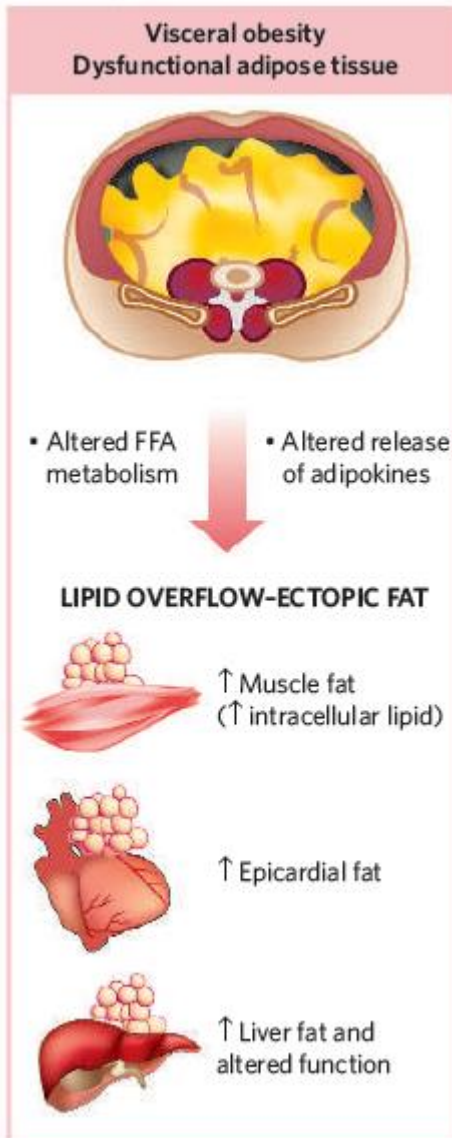 Visceral obesity
Dysfunctional adipose tissue
• Altered FFA
metabolism
• Altered release
of adipokines
LIPID OVERFLOW–ECTOPIC FAT
↑ Muscle fat
(↑ intracellular lipid)
↑ Epicardial fat
↑ Liver fat and
altered function